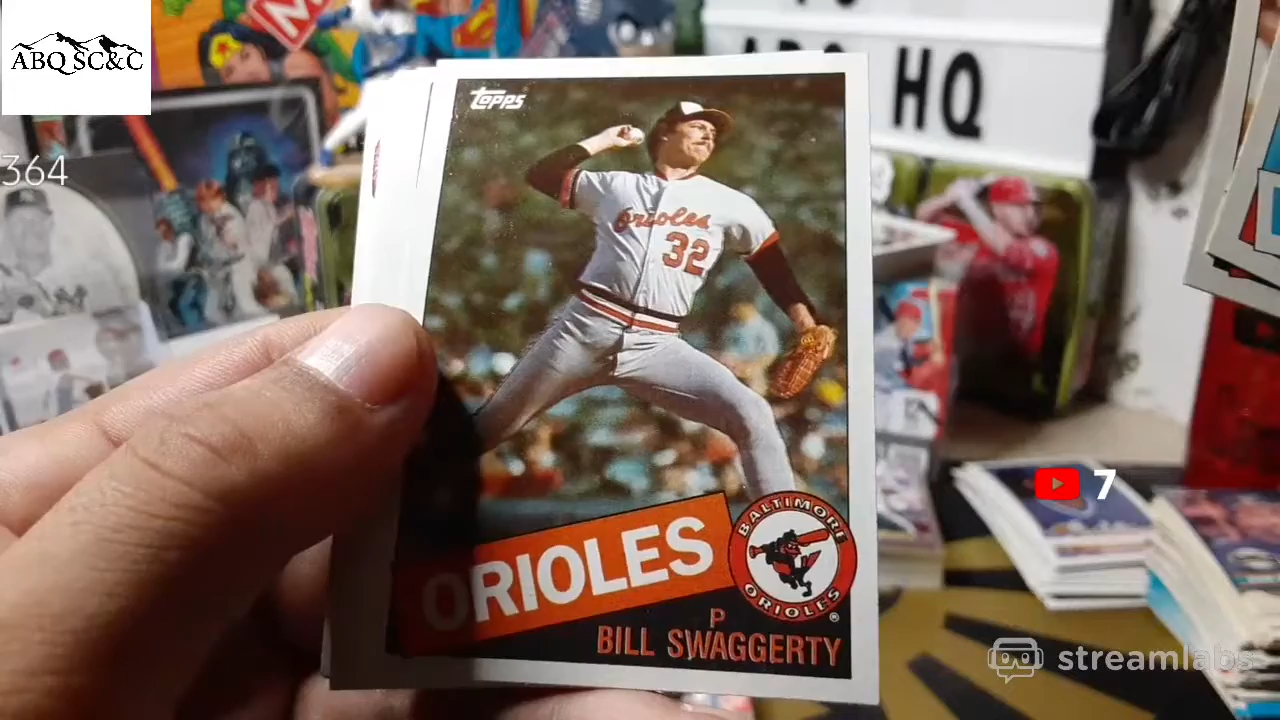 ABQ SC&C
HQ
364
Topps
Orioles
32
7
ORIOLES
BALTIMORE
ORIOLES
®
P
BILL SWAGGERTY
streamlabs